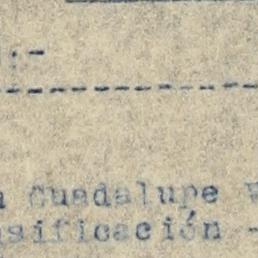 :-
--------------
a Guadalupe V
sificación -